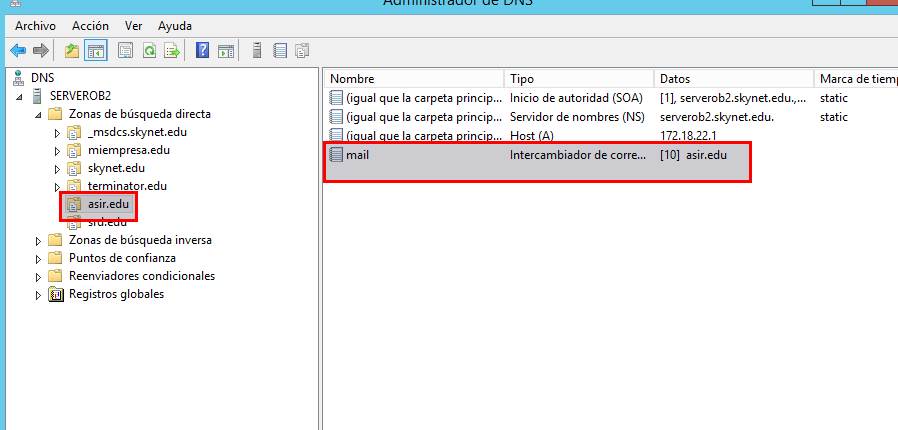 Administrador de DNS
Archivo Acción Ver Ayuda
DNS
SERVEROB2
Zonas de búsqueda directa
_msdcs.skynet.edu
miempresa.edu
skynet.edu
terminator.edu
asir.edu
Zonas de búsqueda inversa
Puntos de confianza
Reenviadores condicionales
Registros globales
Nombre Tipo Datos Marca de tiemp
(igual que la carpeta princip... Inicio de autoridad (SOA) [1], serverob2.skynet.edu.,... static
(igual que la carpeta princip... Servidor de nombres (NS) serverob2.skynet.edu. static
(igual que la carpeta princip... Host (A) 172.18.22.1
mail Intercambiador de corre... [10] asir.edu